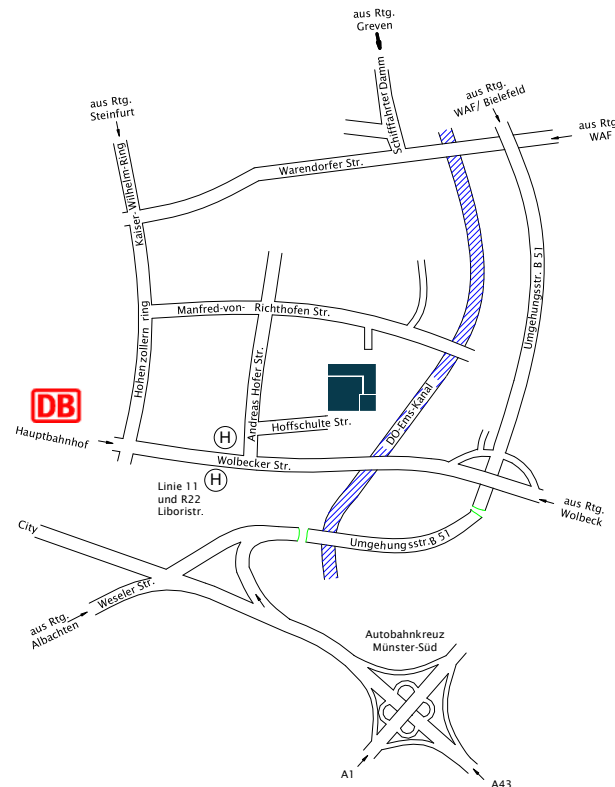 aus Rtg.
Greven
aus Rtg.
WAF/ Bielefeld
aus Rtg.
Steinfurt
aus Rtg
WAF
Schifffahrter Damm
Warendorfer Str.
Kaiser-Wilhelm-Ring
Umgehungsstr. B 51
Manfred-von- Richthofen Str.
Hohenzollern ring
Andreas Hofer Str.
DO-Ems-Kanal
DB
Hoffschulte Str.
Hauptbahnhof
H
Wolbecker Str.
H
Linie 11
und R22
Liboristr.
aus Rtg.
Wolbeck
City
Umgehungsstr.B 51
Weseler Str.
aus Rtg.
Albachten
Autobahnkreuz
Münster-Süd
A1
A43